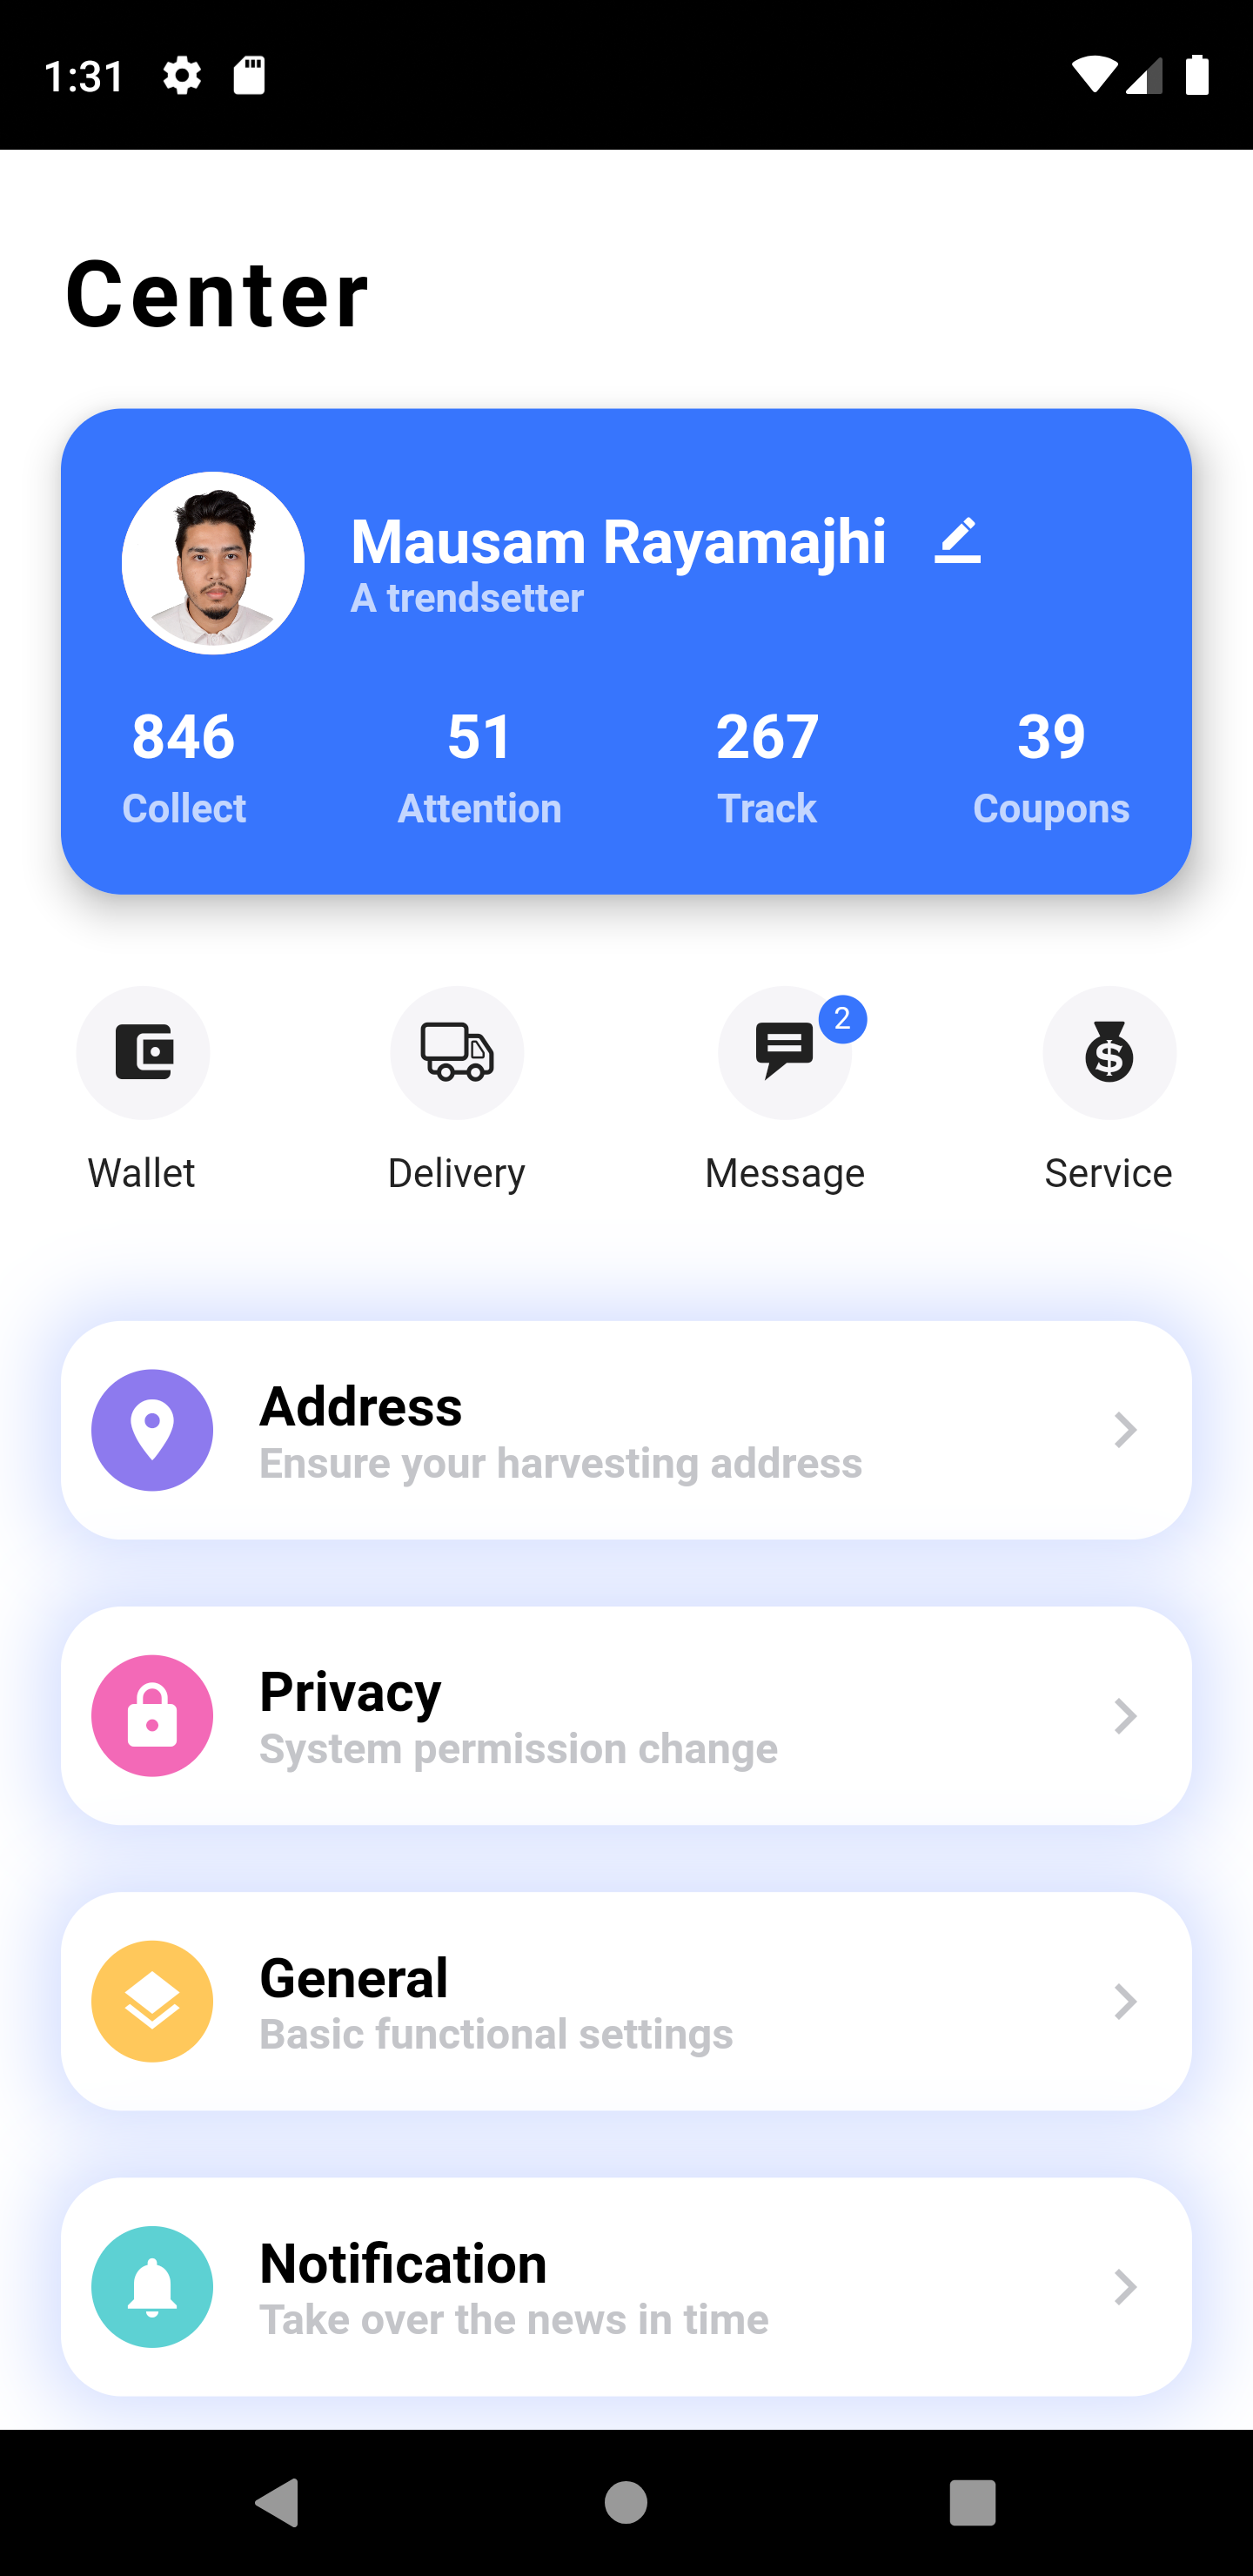 1:31
Center
Mausam Rayamajhi
A trendsetter
846 51 267 39
Collect Attention Track Coupons
2
Wallet Delivery Message Service
Address
Ensure your harvesting address
Privacy
System permission change
General
Basic functional settings
Notification
Take over the news in time